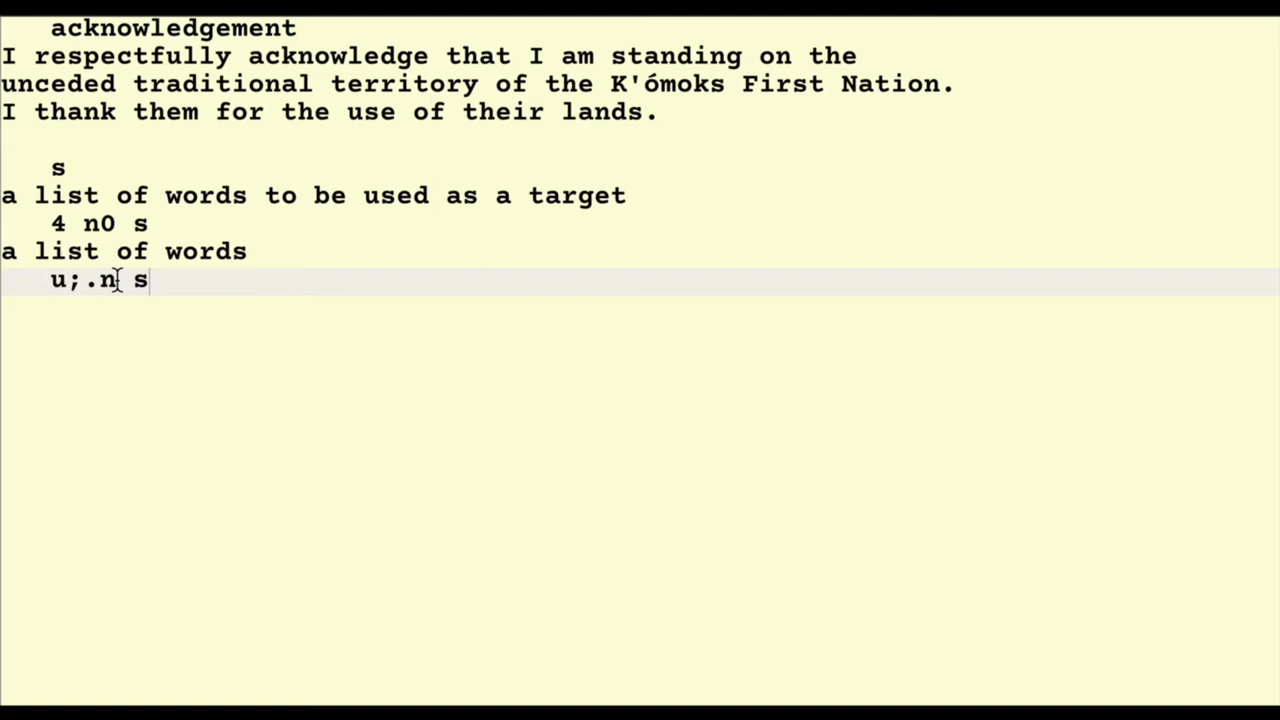 acknowledgement
I respectfully acknowledge that I am standing on the
unceded traditional territory of the K'ómoks First Nation.
I thank them for the use of their lands.
s
a list of words to be used as a target
4 n0 s
a list of words
u;.n s